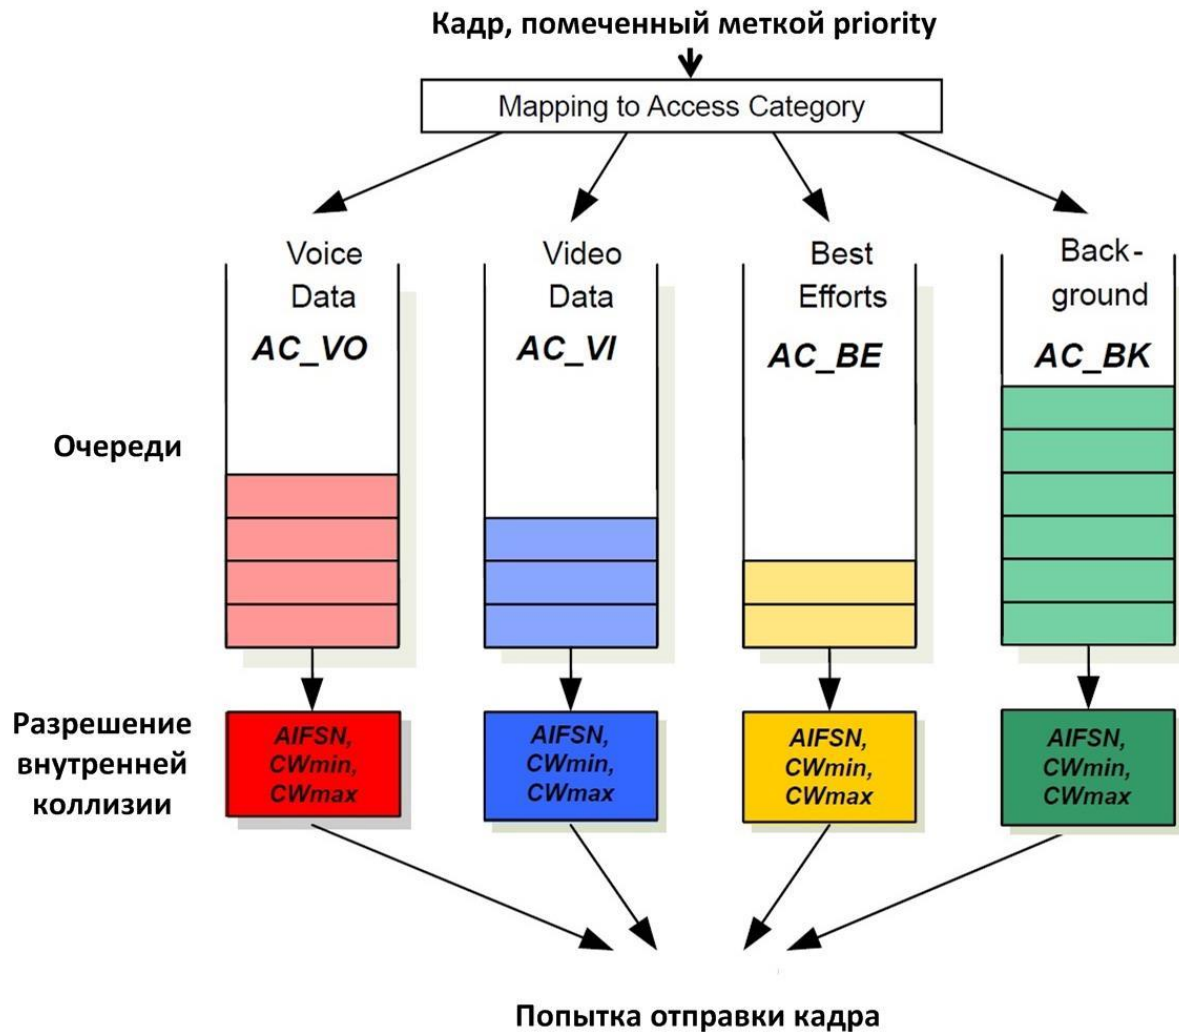 Кадр, помеченный меткой priority
Mapping to Access Category
Voice
Data
AC_VO
Video
Data
AC_VI
Best
Efforts
AC_BE
Back-
ground
AC_BK
Очереди
Разрешение
внутренней
коллизии
AIFSN,
CWmin,
CWmax
AIFSN,
CWmin,
CWmax
AIFSN,
CWmin,
CWmax
AIFSN,
CWmin,
CWmax
Попытка отправки кадра